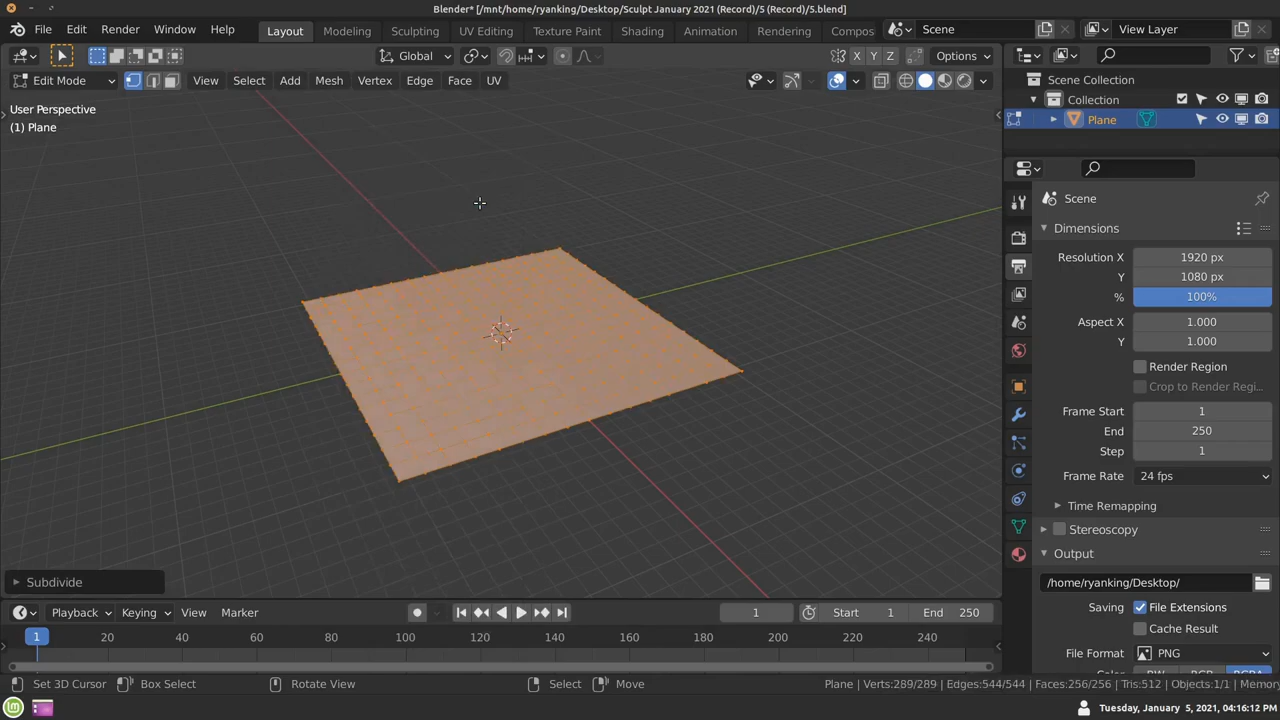 Blender* [/mnt/home/ryanking/Desktop/Sculpt January 2021 (Record)/5 (Record)/5.blend]
File Edit Render Window Help Layout Modeling Sculpting UV Editing Texture Paint Shading Animation Rendering Compos Scene View Layer
Global X Y Z Options
Edit Mode View Select Add Mesh Vertex Edge Face UV
User Perspective
(1) Plane
Subdivide
Playback Keying View Marker 1 Start 1 End 250
1 20 40 60 80 100 120 140 160 180 200 220 240
Set 3D Cursor Box Select Rotate View Select Move Plane | Verts:289/289 | Edges:544/544 | Faces:256/256 | Tris:512 | Objects:1/1 | Memory
Scene Collection
Collection
Plane
Scene
Dimensions
Resolution X 1920 px
Y 1080 px
% 100%
Aspect X 1.000
Y 1.000
Render Region
Crop to Render Regi...
Frame Start 1
End 250
Step 1
Frame Rate 24 fps
Time Remapping
Stereoscopy
Output
/home/ryanking/Desktop/
Saving File Extensions
Cache Result
File Format PNG
Color BW RGB RGBA
Tuesday, January 5, 2021, 04:16:12 PM